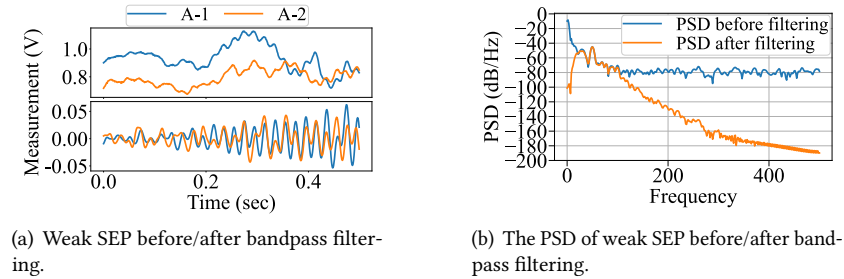 A-1 A-2
Measurement (V)
1.0
0.8
0.05
0.00
-0.05
0.0 0.2 0.4
Time (sec)
(a) Weak SEP before/after bandpass filter-
ing.
PSD (dB/Hz)
0
−20
−40
−60
−80
−100
−120
−140
−160
−180
−200
PSD before filtering
PSD after filtering
0 200 400
Frequency
(b) The PSD of weak SEP before/after band-
pass filtering.